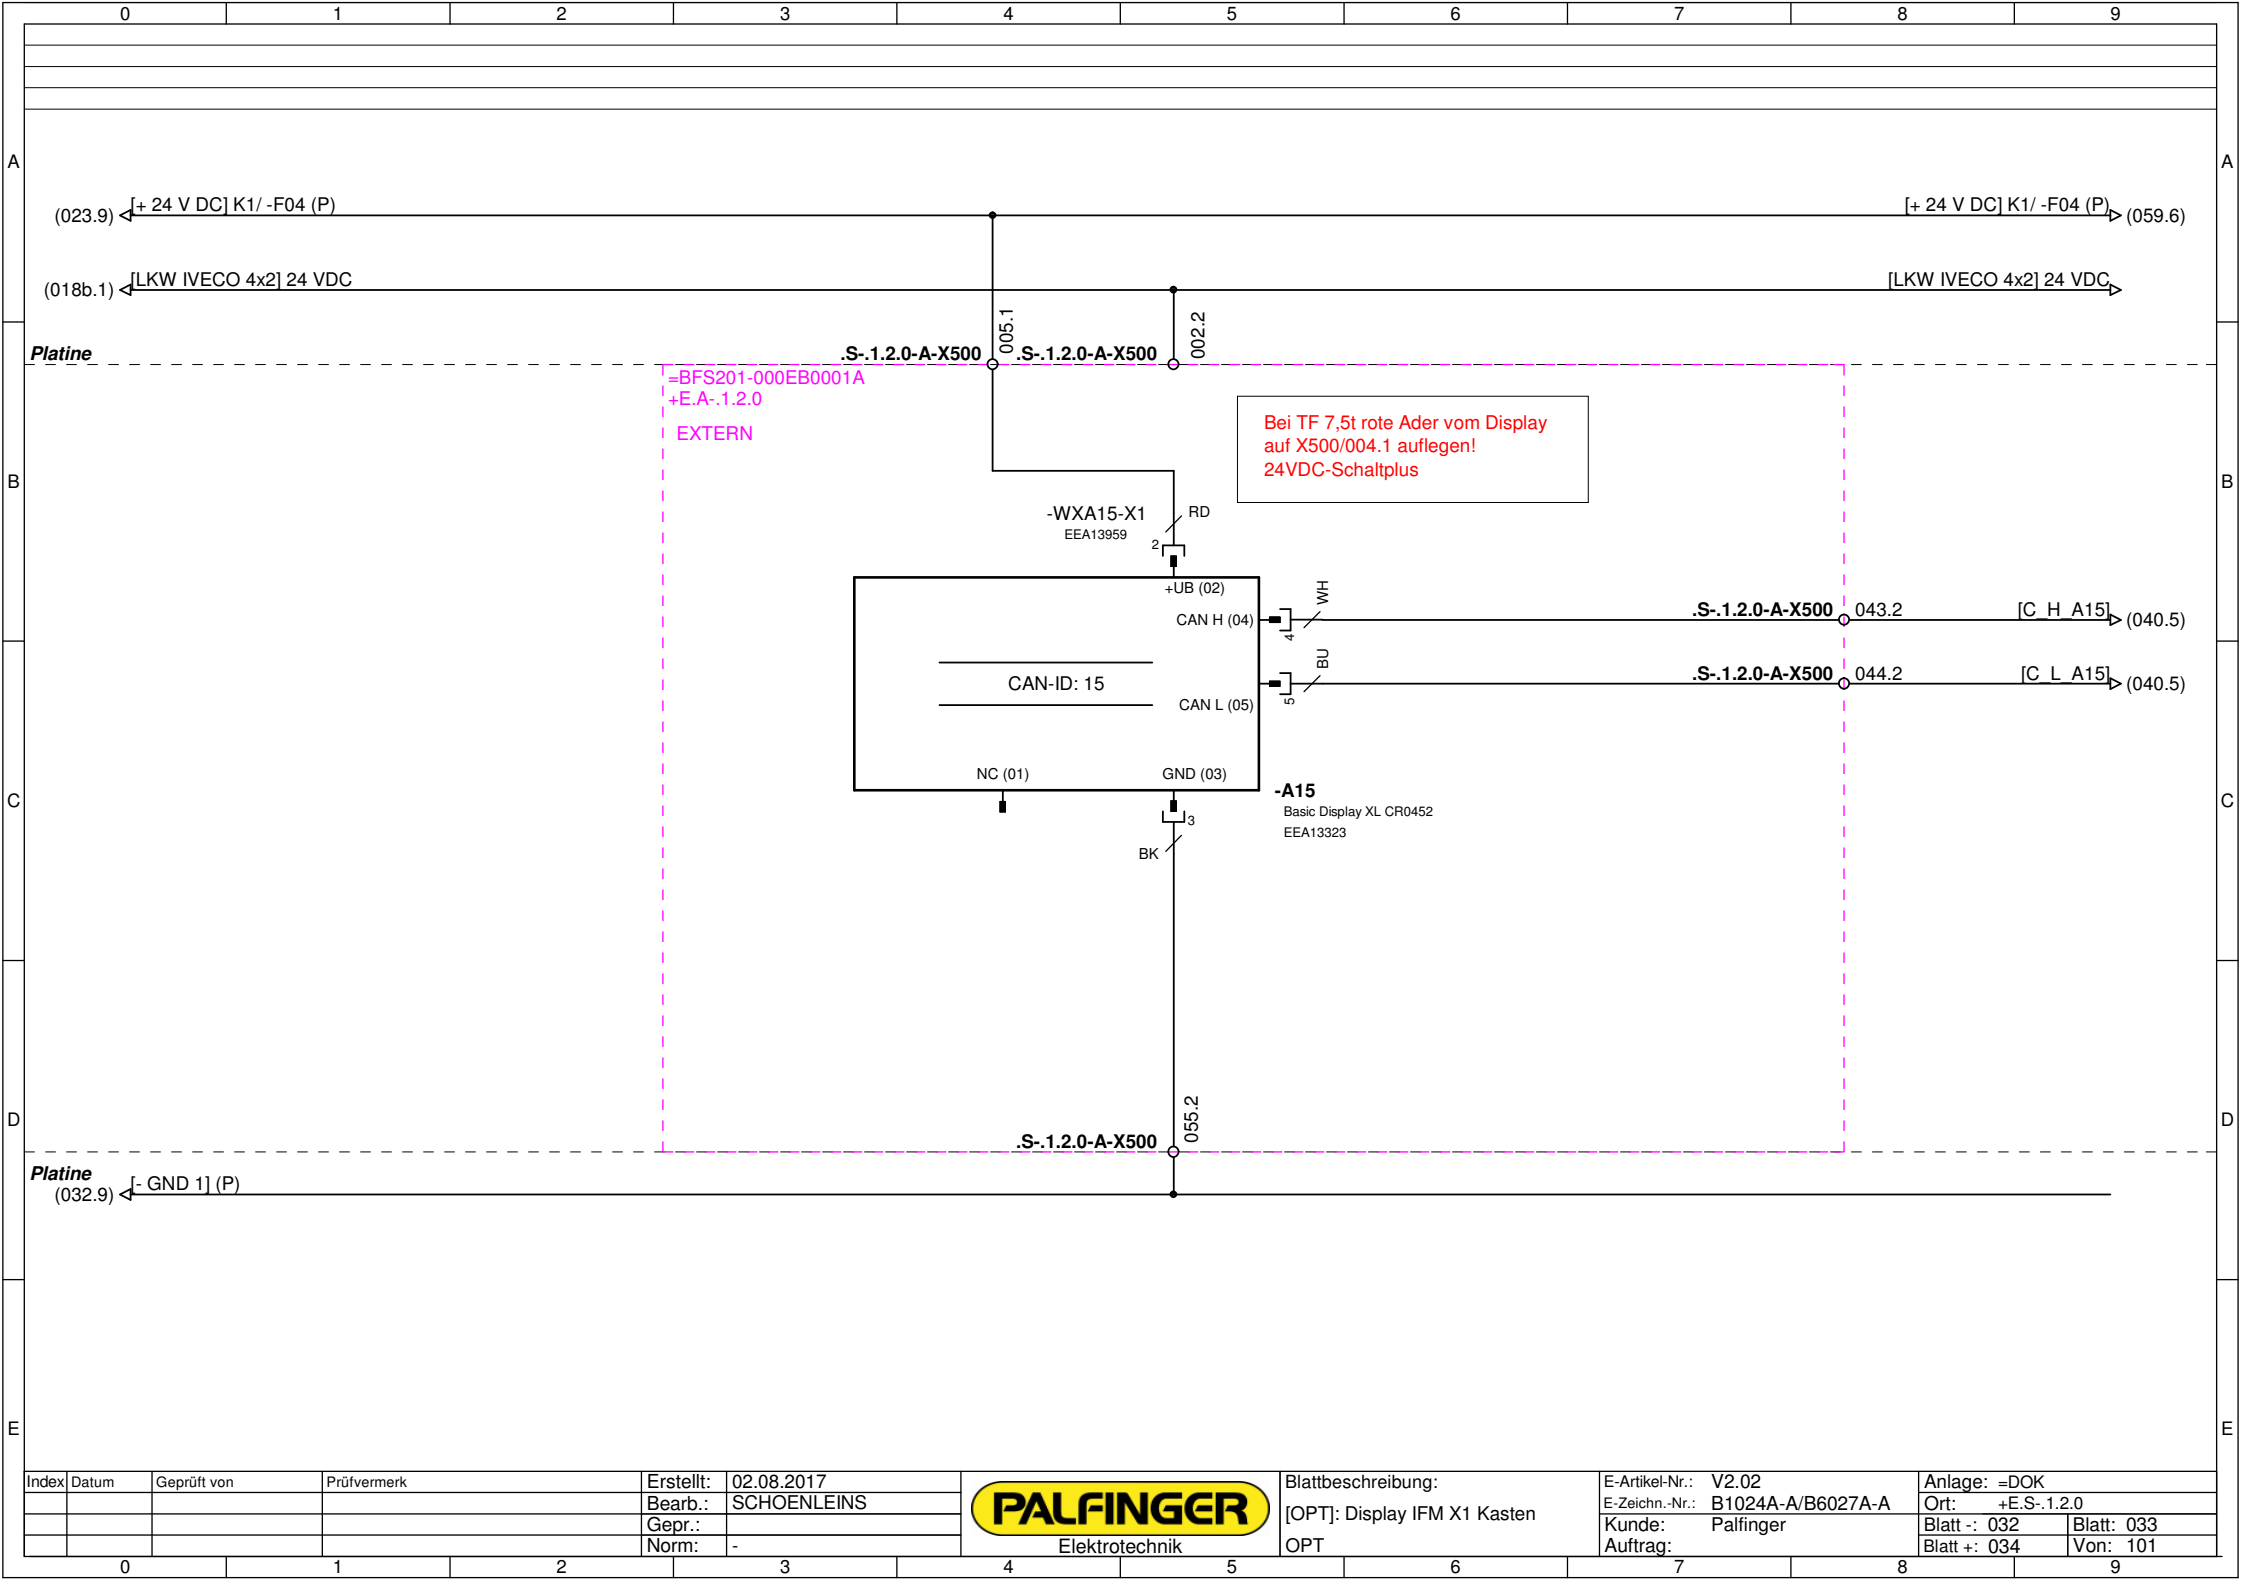 0 1 2 3 4 5 6 7 8 9
A A
(023.9) [+ 24 V DC] K1/ -F04 (P) [+ 24 V DC] K1/ -F04 (P) (059.6)
(018b.1) [LKW IVECO 4x2] 24 VDC [LKW IVECO 4x2] 24 VDC
005.1 002.2
Platine .S-.1.2.0-A-X500 .S-.1.2.0-A-X500
=BFS201-000EB0001A
+E.A-.1.2.0
EXTERN
Bei TF 7,5t rote Ader vom Display
auf X500/004.1 auflegen!
24VDC-Schaltplus
B B
-WXA15-X1 RD
EEA13959
2
+UB (02)
CAN H (04) 4 WH .S-.1.2.0-A-X500 043.2 [C_H_A15] (040.5)
CAN-ID: 15
CAN L (05) 5 BU .S-.1.2.0-A-X500 044.2 [C_L_A15] (040.5)
NC (01) GND (03)
-A15
Basic Display XL CR0452
EEA13323
3
BK
C C
D D
.S-.1.2.0-A-X500 055.2
Platine
(032.9) [- GND 1] (P)
E E
Index Datum Geprüft von Prüfvermerk
Erstellt: 02.08.2017
Bearb.: SCHOENLEINS
Gepr.:
Norm: -
PALFINGER
Elektrotechnik
Blattbeschreibung:
[OPT]: Display IFM X1 Kasten
OPT
E-Artikel-Nr.: V2.02
E-Zeichn.-Nr.: B1024A-A/B6027A-A
Kunde: Palfinger
Auftrag:
Anlage: =DOK
Ort: +E.S-.1.2.0
Blatt -: 032 Blatt: 033
Blatt +: 034 Von: 101
0 1 2 3 4 5 6 7 8 9